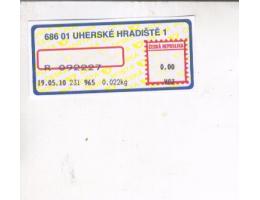 686 01 UHERSKÉ HRADIŠTĚ 1
ČESKÁ REPUBLIKA
R 092227
0.00
19.05.10 231 965 0.022kg